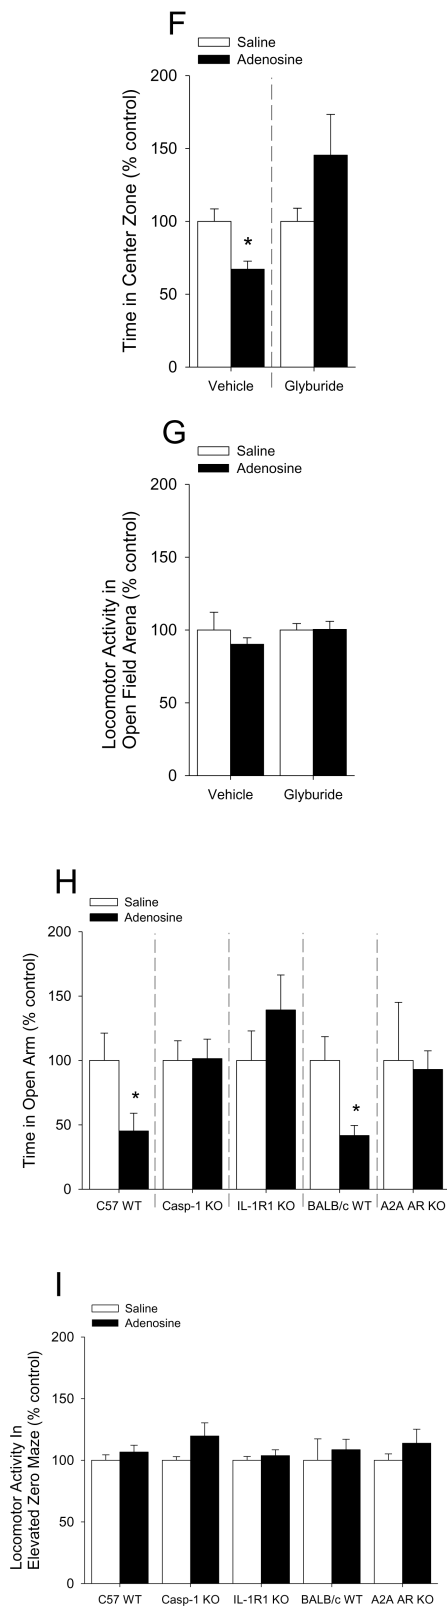 F
Saline
Adenosine
Time in Center Zone (% control)
200
150
100
50
0
*
Vehicle
Glyburide
G
Saline
Adenosine
Locomotor Activity in
Open Field Arena (% control)
200
150
100
50
0
Vehicle
Glyburide
H
Saline
Adenosine
Time in Open Arm (% control)
200
150
100
50
0
*
*
C57 WT
Casp-1 KO
IL-1R1 KO
BALB/c WT
A2A AR KO
I
Saline
Adenosine
Locomotor Activity In
Elevated Zero Maze (% control)
200
150
100
50
0
C57 WT
Casp-1 KO
IL-1R1 KO
BALB/c WT
A2A AR KO